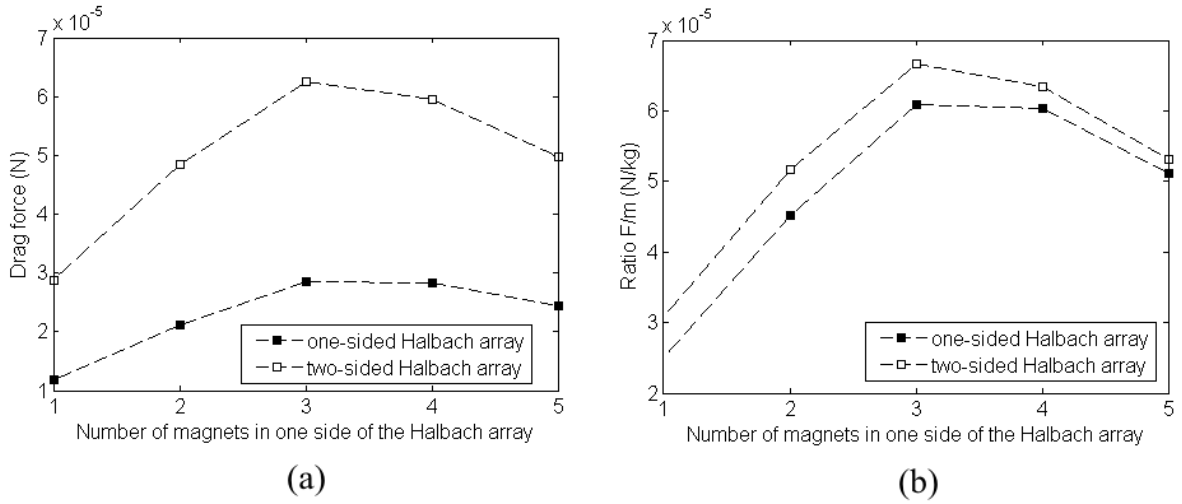 7 x 10-5
6
5
4
3
2
1
Drag force (N)
one-sided Halbach array
two-sided Halbach array
1 2 3 4 5
Number of magnets in one side of the Halbach array
(a)
7 x 10-5
6
5
4
3
2
Ratio F/m (N/kg)
one-sided Halbach array
two-sided Halbach array
1 2 3 4 5
Number of magnets in one side of the Halbach array
(b)